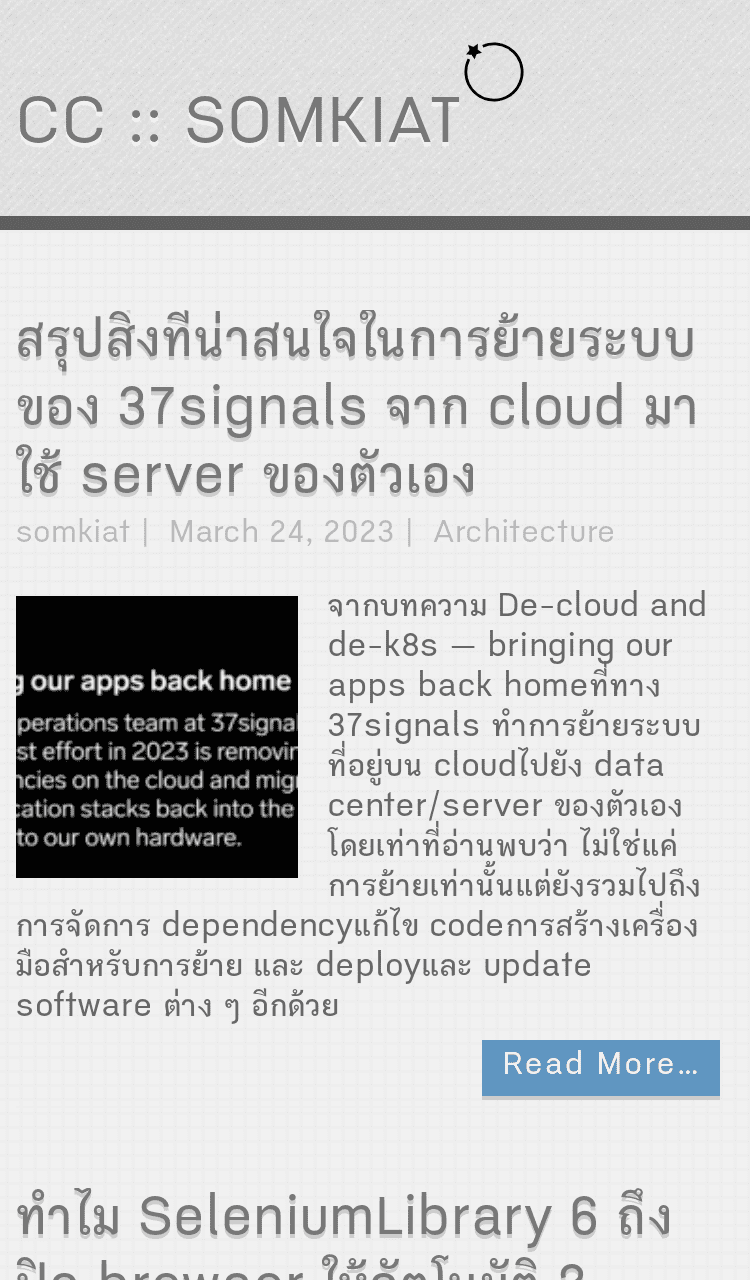 CC :: SOMKIAT
สรุปสิ่งที่น่าสนใจในการย้ายระบบ
ของ 37signals จาก cloud มา
ใช้ server ของตัวเอง
somkiat | March 24, 2023 | Architecture
g our apps back home
perations team at 37signal
st effort in 2023 is removin
ncies on the cloud and migr
cation stacks back into the
to our own hardware.
จากบทความ De-cloud and
de-k8s — bringing our
apps back homeที่ทาง
37signals ทำการย้ายระบบ
ที่อยู่บน cloudไปยัง data
center/server ของตัวเอง
โดยเท่าที่อ่านพบว่า ไม่ใช่แค่
การย้ายเท่านั้นแต่ยังรวมไปถึง
การจัดการ dependencyแก้ไข codeการสร้างเครื่อง
มือสำหรับการย้าย และ deployและ update
software ต่าง ๆ อีกด้วย
Read More...
ทำไม SeleniumLibrary 6 ถึง
ปิด browser ให้อัตโนมัติ ?